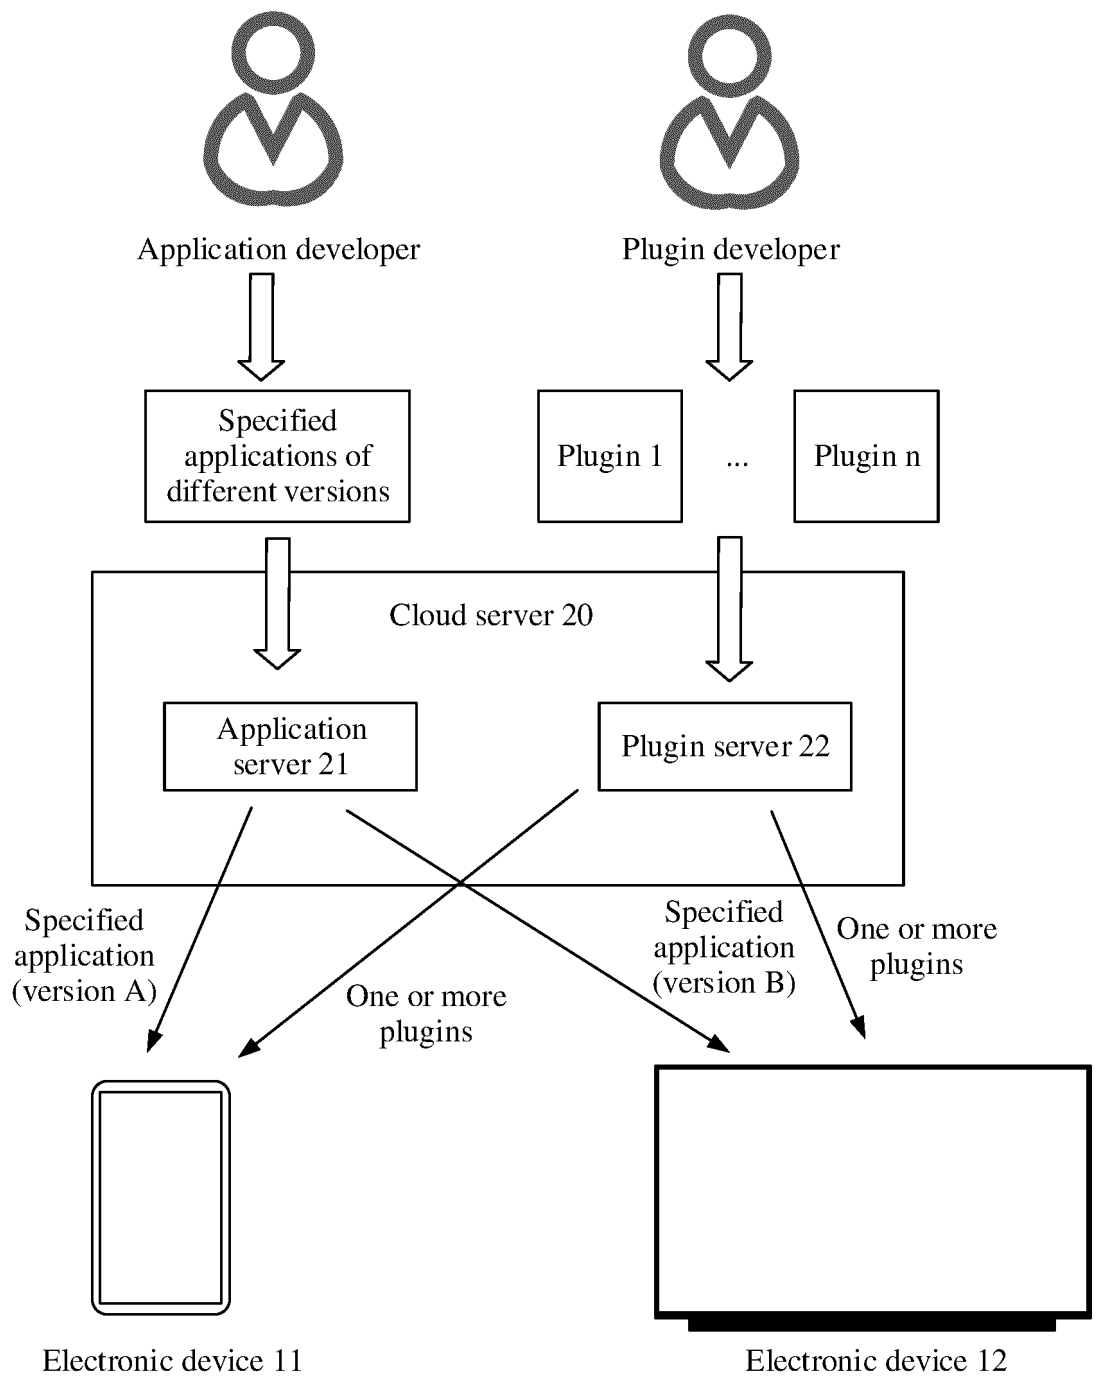 Application developer
Plugin developer
Specified
applications of
different versions
Plugin 1
...
Plugin n
Cloud server 20
Application
server 21
Plugin server 22
Specified
application
(version A)
One or more
plugins
Specified
application
(version B)
One or more
plugins
Electronic device 11
Electronic device 12